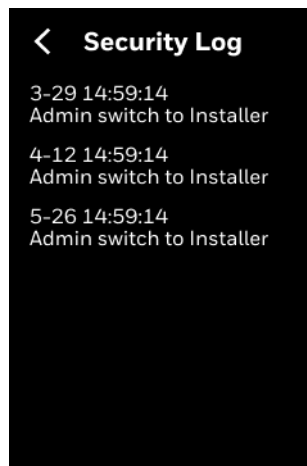 Security Log
3-29 14:59:14
Admin switch to Installer
4-12 14:59:14
Admin switch to Installer
5-26 14:59:14
Admin switch to Installer